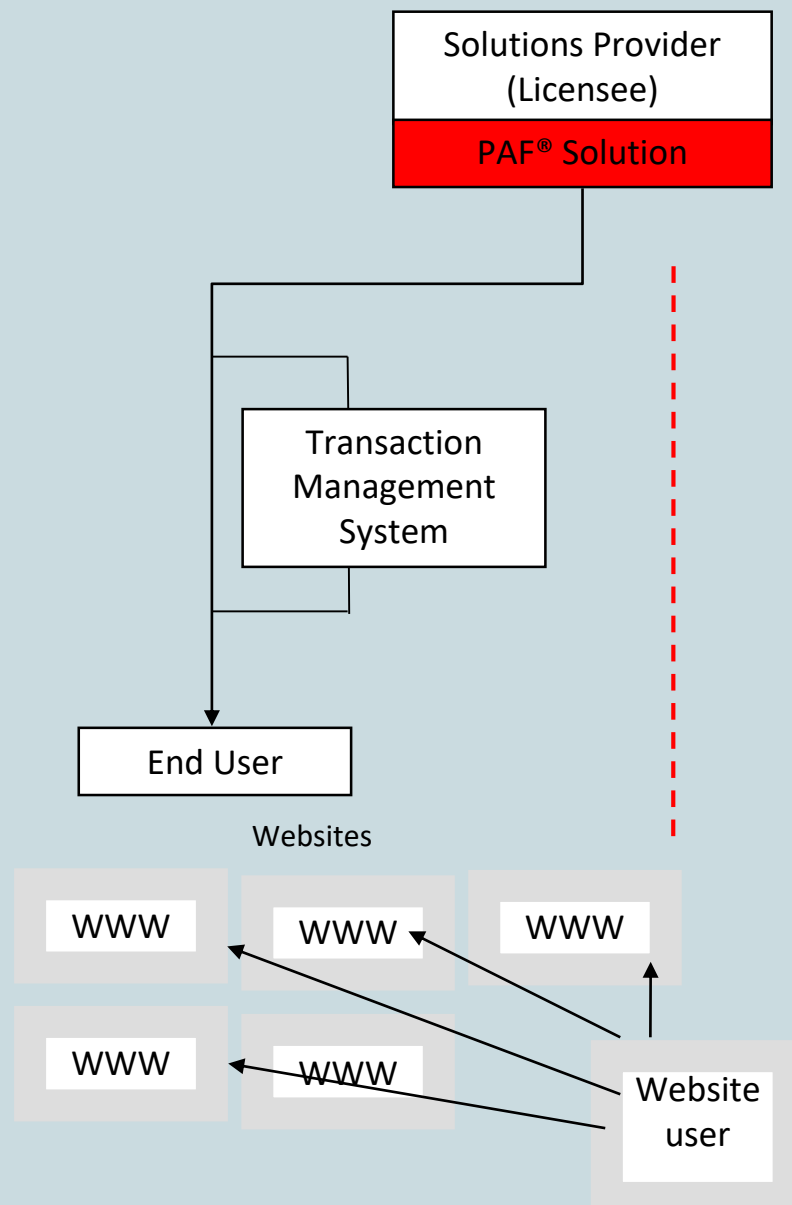 Solutions Provider
(Licensee)
PAF® Solution
Transaction
Management
System
End User
Websites
WWW
WWW
WWW
WWW
WWW
Website
user